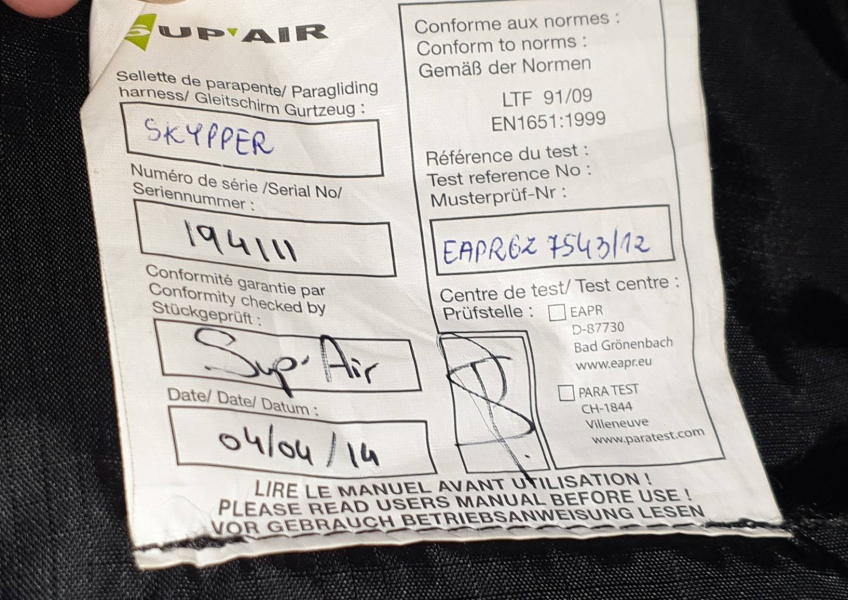 SUP'AIR
Sellette de parapente/ Paragliding
harness/ Gleitschirm Gurtzeug :
SKYPPER
Numéro de série /Serial No/
Seriennummer :
194111
Conformité garantie par
Conformity checked by
Stückgeprüft :
Sup'Air
Date/ Date/ Datum :
04/04/14
Conforme aux normes :
Conform to norms :
Gemäß der Normen
LTF 91/09
EN1651:1999
Référence du test :
Test reference No :
Musterprüf-Nr :
EAPRGZ 7543/12
Centre de test/ Test centre :
Prüfstelle :
EAPR
D-87730
Bad Grönenbach
www.eapr.eu
PARA TEST
CH-1844
Villeneuve
www.paratest.com
LIRE LE MANUEL AVANT UTILISATION !
PLEASE READ USERS MANUAL BEFORE USE !
VOR GEBRAUCH BETRIEBSANWEISUNG LESEN